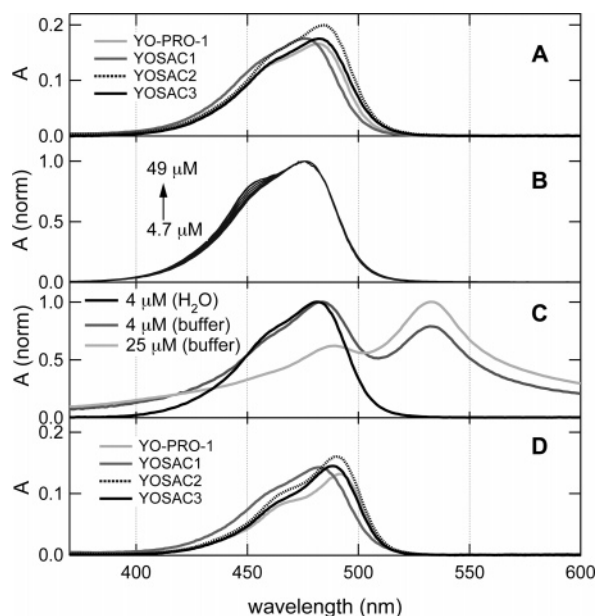 A
0.2
0.1
0.0
YO-PRO-1
YOSAC1
YOSAC2
YOSAC3
A
A (norm)
1.0
0.5
0.0
49 μM
4.7 μM
B
A (norm)
1.0
0.5
0.0
4 μM (H₂O)
4 μM (buffer)
25 μM (buffer)
C
A
0.2
0.1
0.0
YO-PRO-1
YOSAC1
YOSAC2
YOSAC3
D
400 450 500 550 600
wavelength (nm)